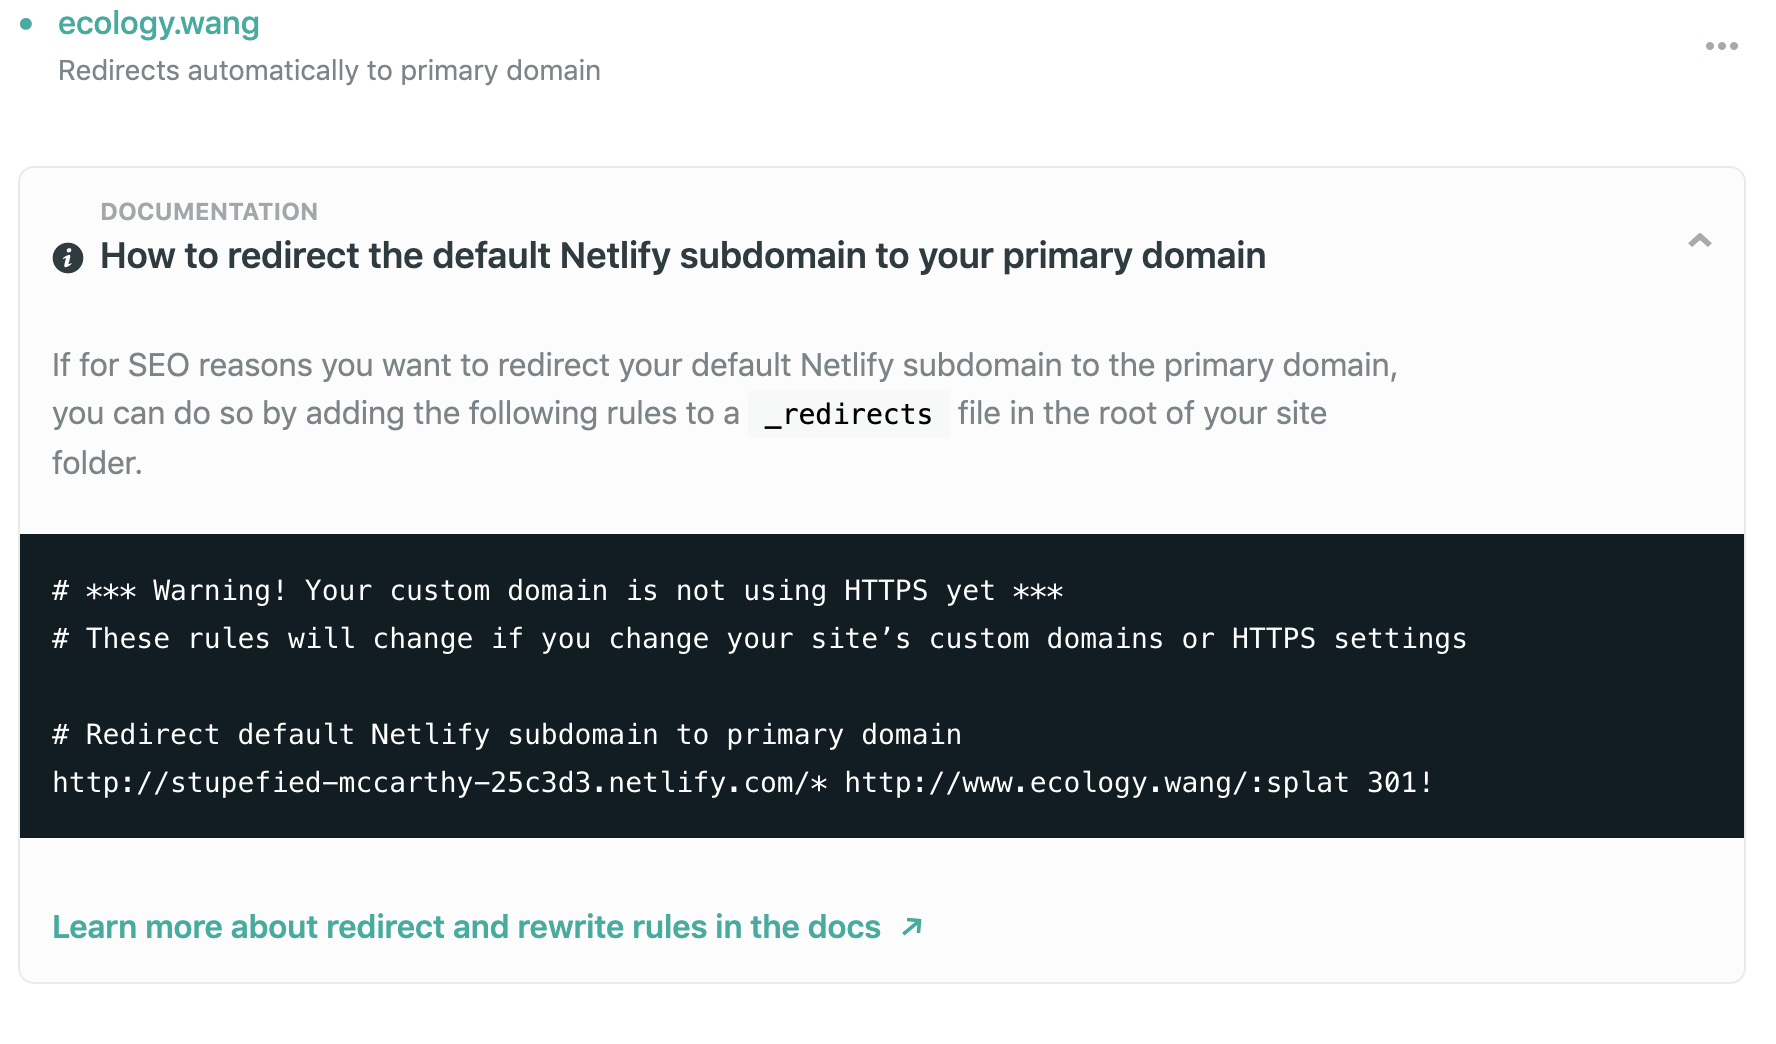 ecology.wang
Redirects automatically to primary domain
DOCUMENTATION
How to redirect the default Netlify subdomain to your primary domain
If for SEO reasons you want to redirect your default Netlify subdomain to the primary domain,
you can do so by adding the following rules to a _redirects file in the root of your site
folder.
# *** Warning! Your custom domain is not using HTTPS yet ***
# These rules will change if you change your site’s custom domains or HTTPS settings
# Redirect default Netlify subdomain to primary domain
http://stupefied-mccarthy-25c3d3.netlify.com/* http://www.ecology.wang/:splat 301!
Learn more about redirect and rewrite rules in the docs